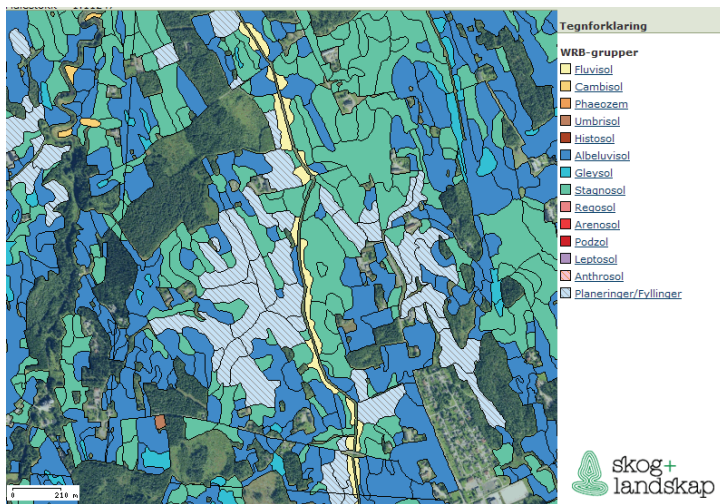 Tegnforklaring
WRB-grupper
Fluvisol
Cambisol
Phaeozem
Umbrisol
Histosol
Albeluvisol
Gleysol
Stagnosol
Regosol
Arenosol
Podzol
Leptosol
Anthrosol
Planeringer/Fyllinger
0 210 m
skog+
landskap